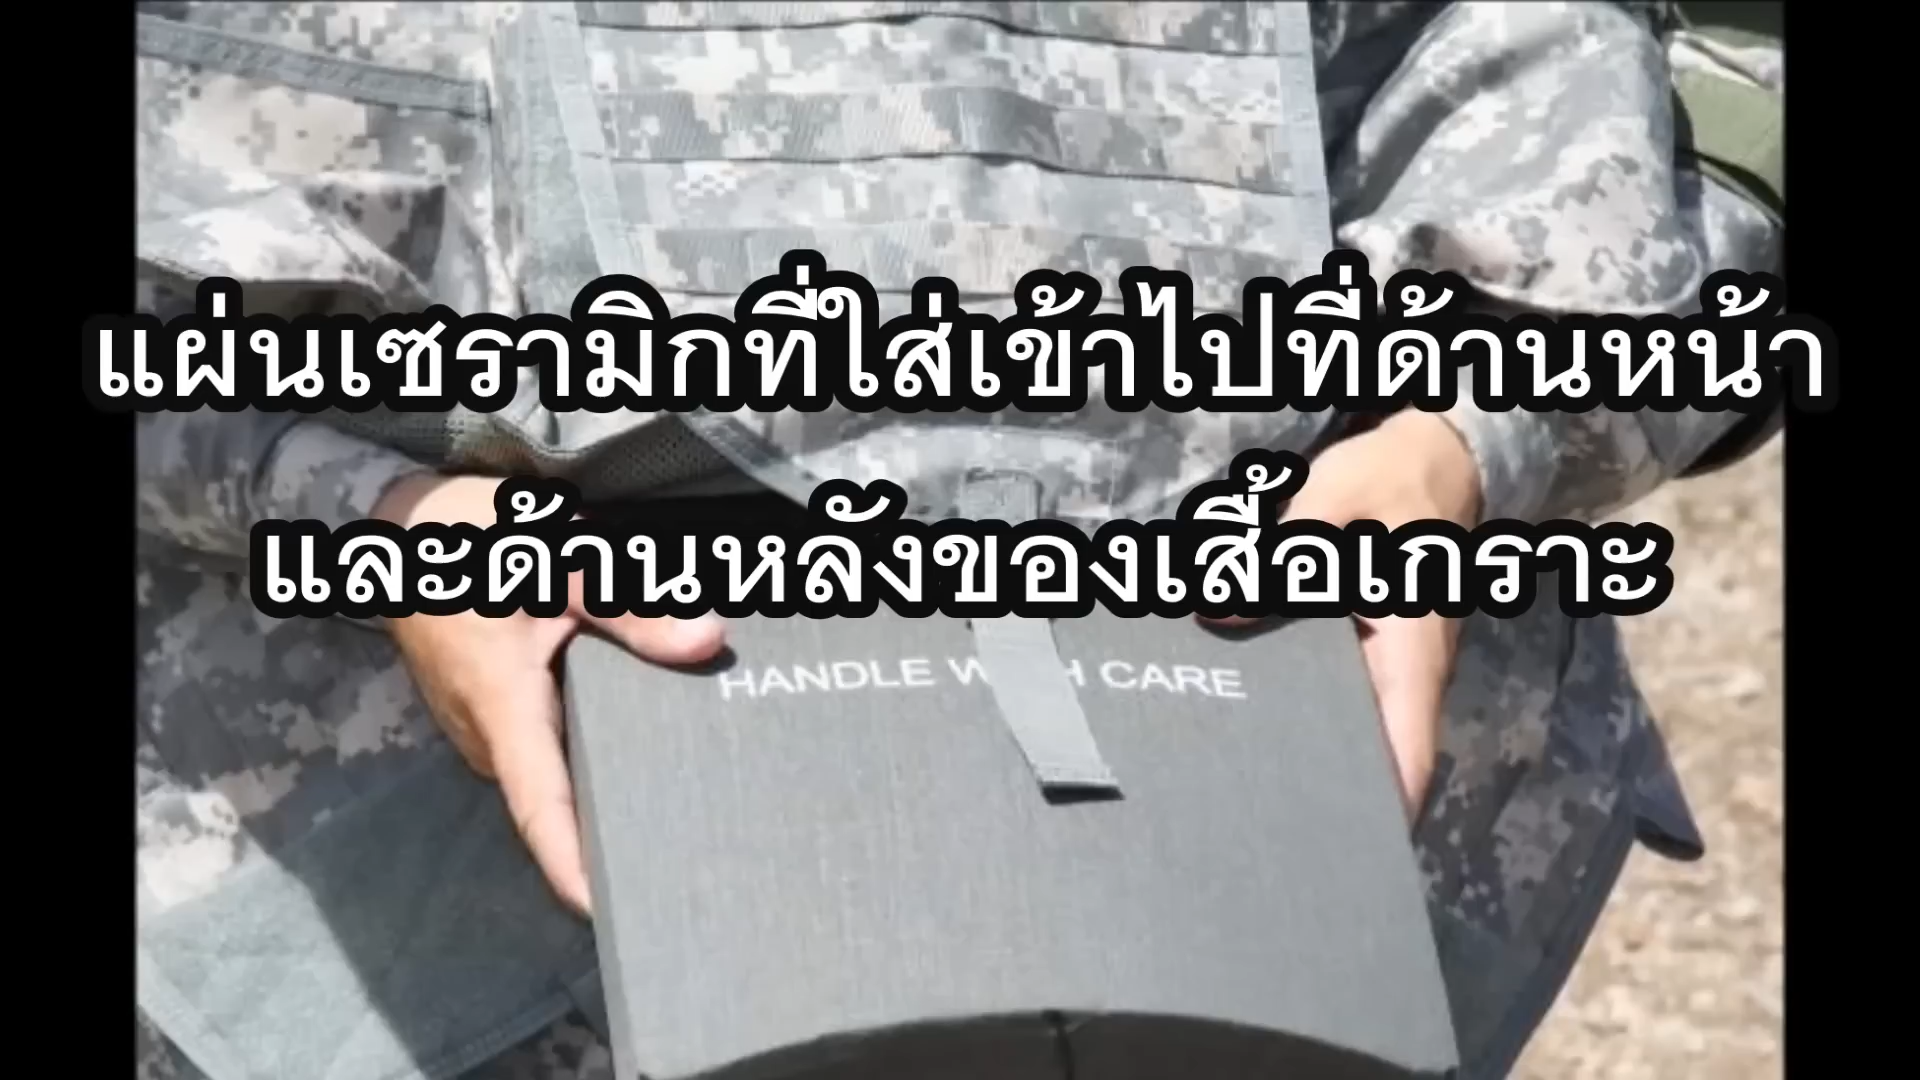 แผ่นเซรามิกที่ใส่เข้าไปที่ด้านหน้า
และด้านหลังของเสื้อเกราะ
HANDLE W H CARE